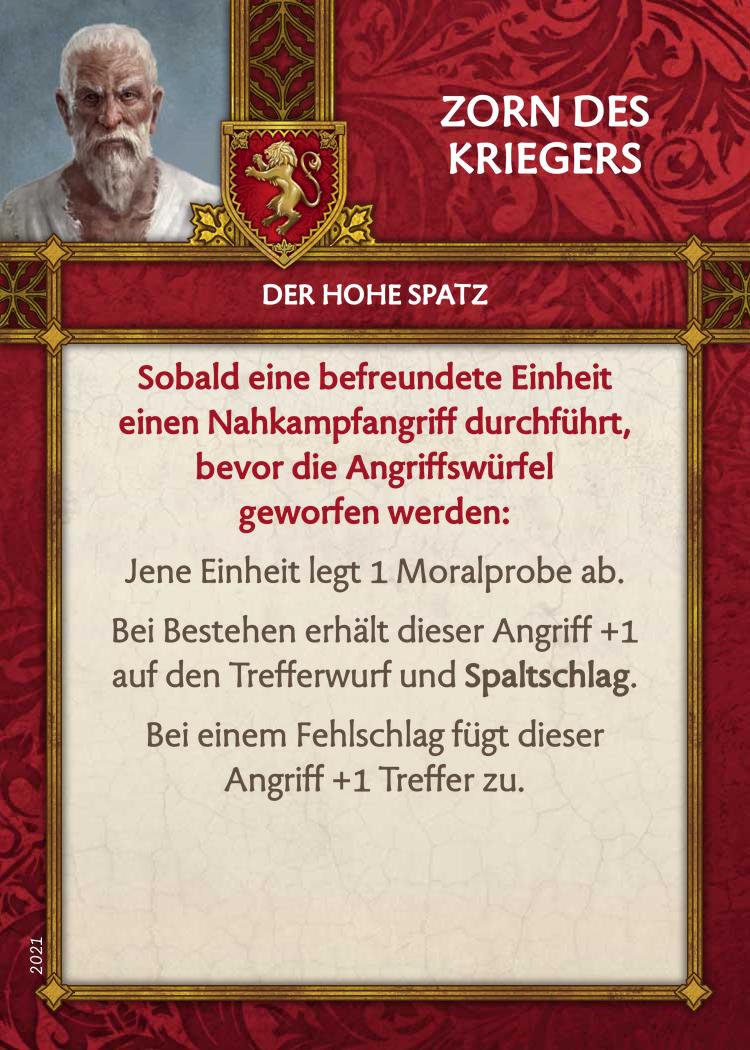 ZORN DES
KRIEGERS
DER HOHE SPATZ
Sobald eine befreundete Einheit
einen Nahkampfangriff durchführt,
bevor die Angriffswürfel
geworfen werden:
Jene Einheit legt 1 Moralprobe ab.
Bei Bestehen erhält dieser Angriff +1
auf den Trefferwurf und Spaltschlag.
Bei einem Fehlschlag fügt dieser
Angriff +1 Treffer zu.
2021